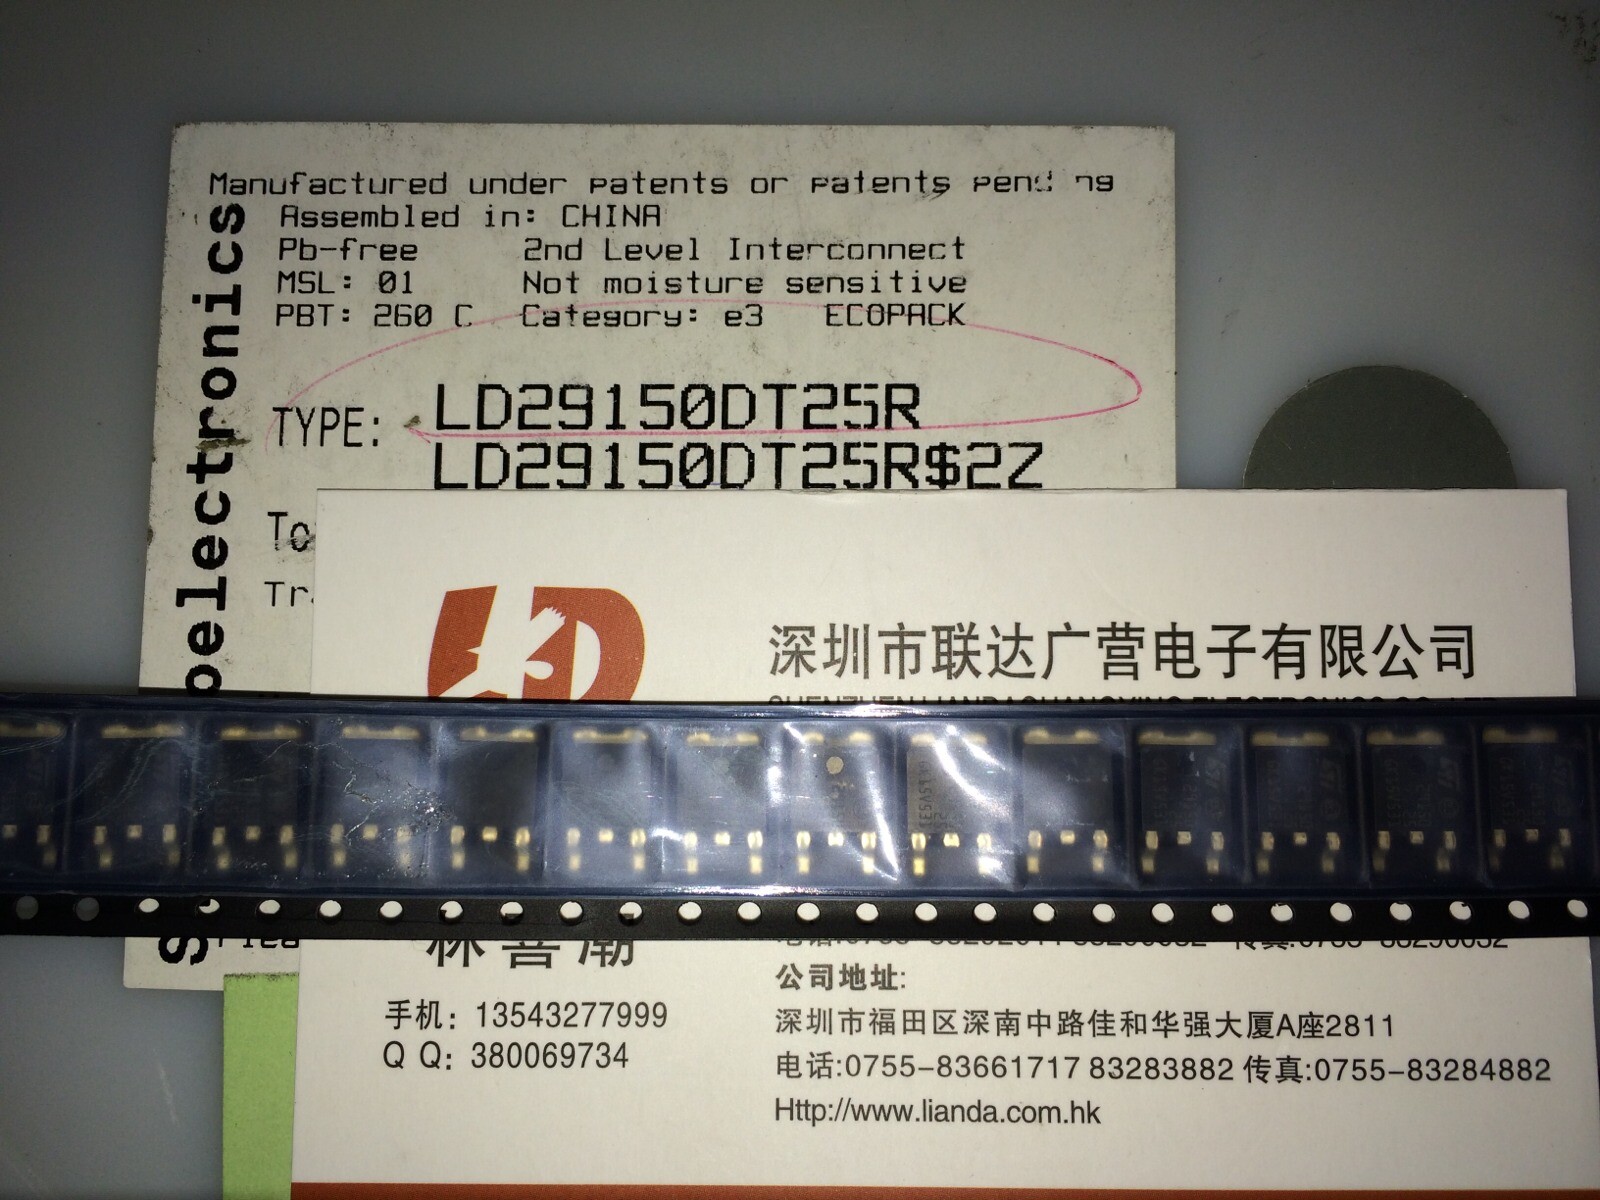 Manufactured under patents or patents pending
Assembled in: CHINA
Pb-free 2nd Level Interconnect
MSL: 01 Not moisture sensitive
PBT: 260 C Category: e3 ECOPACK
TYPE: LD29150DT25R
LD29150DT25R$2Z
oelectronics
深圳市联达广营电子有限公司
手机: 13543277999
Q Q: 380069734
公司地址:
深圳市福田区深南中路佳和华强大厦A座2811
电话:0755-83661717 83283882 传真:0755-83284882
Http://www.lianda.com.hk